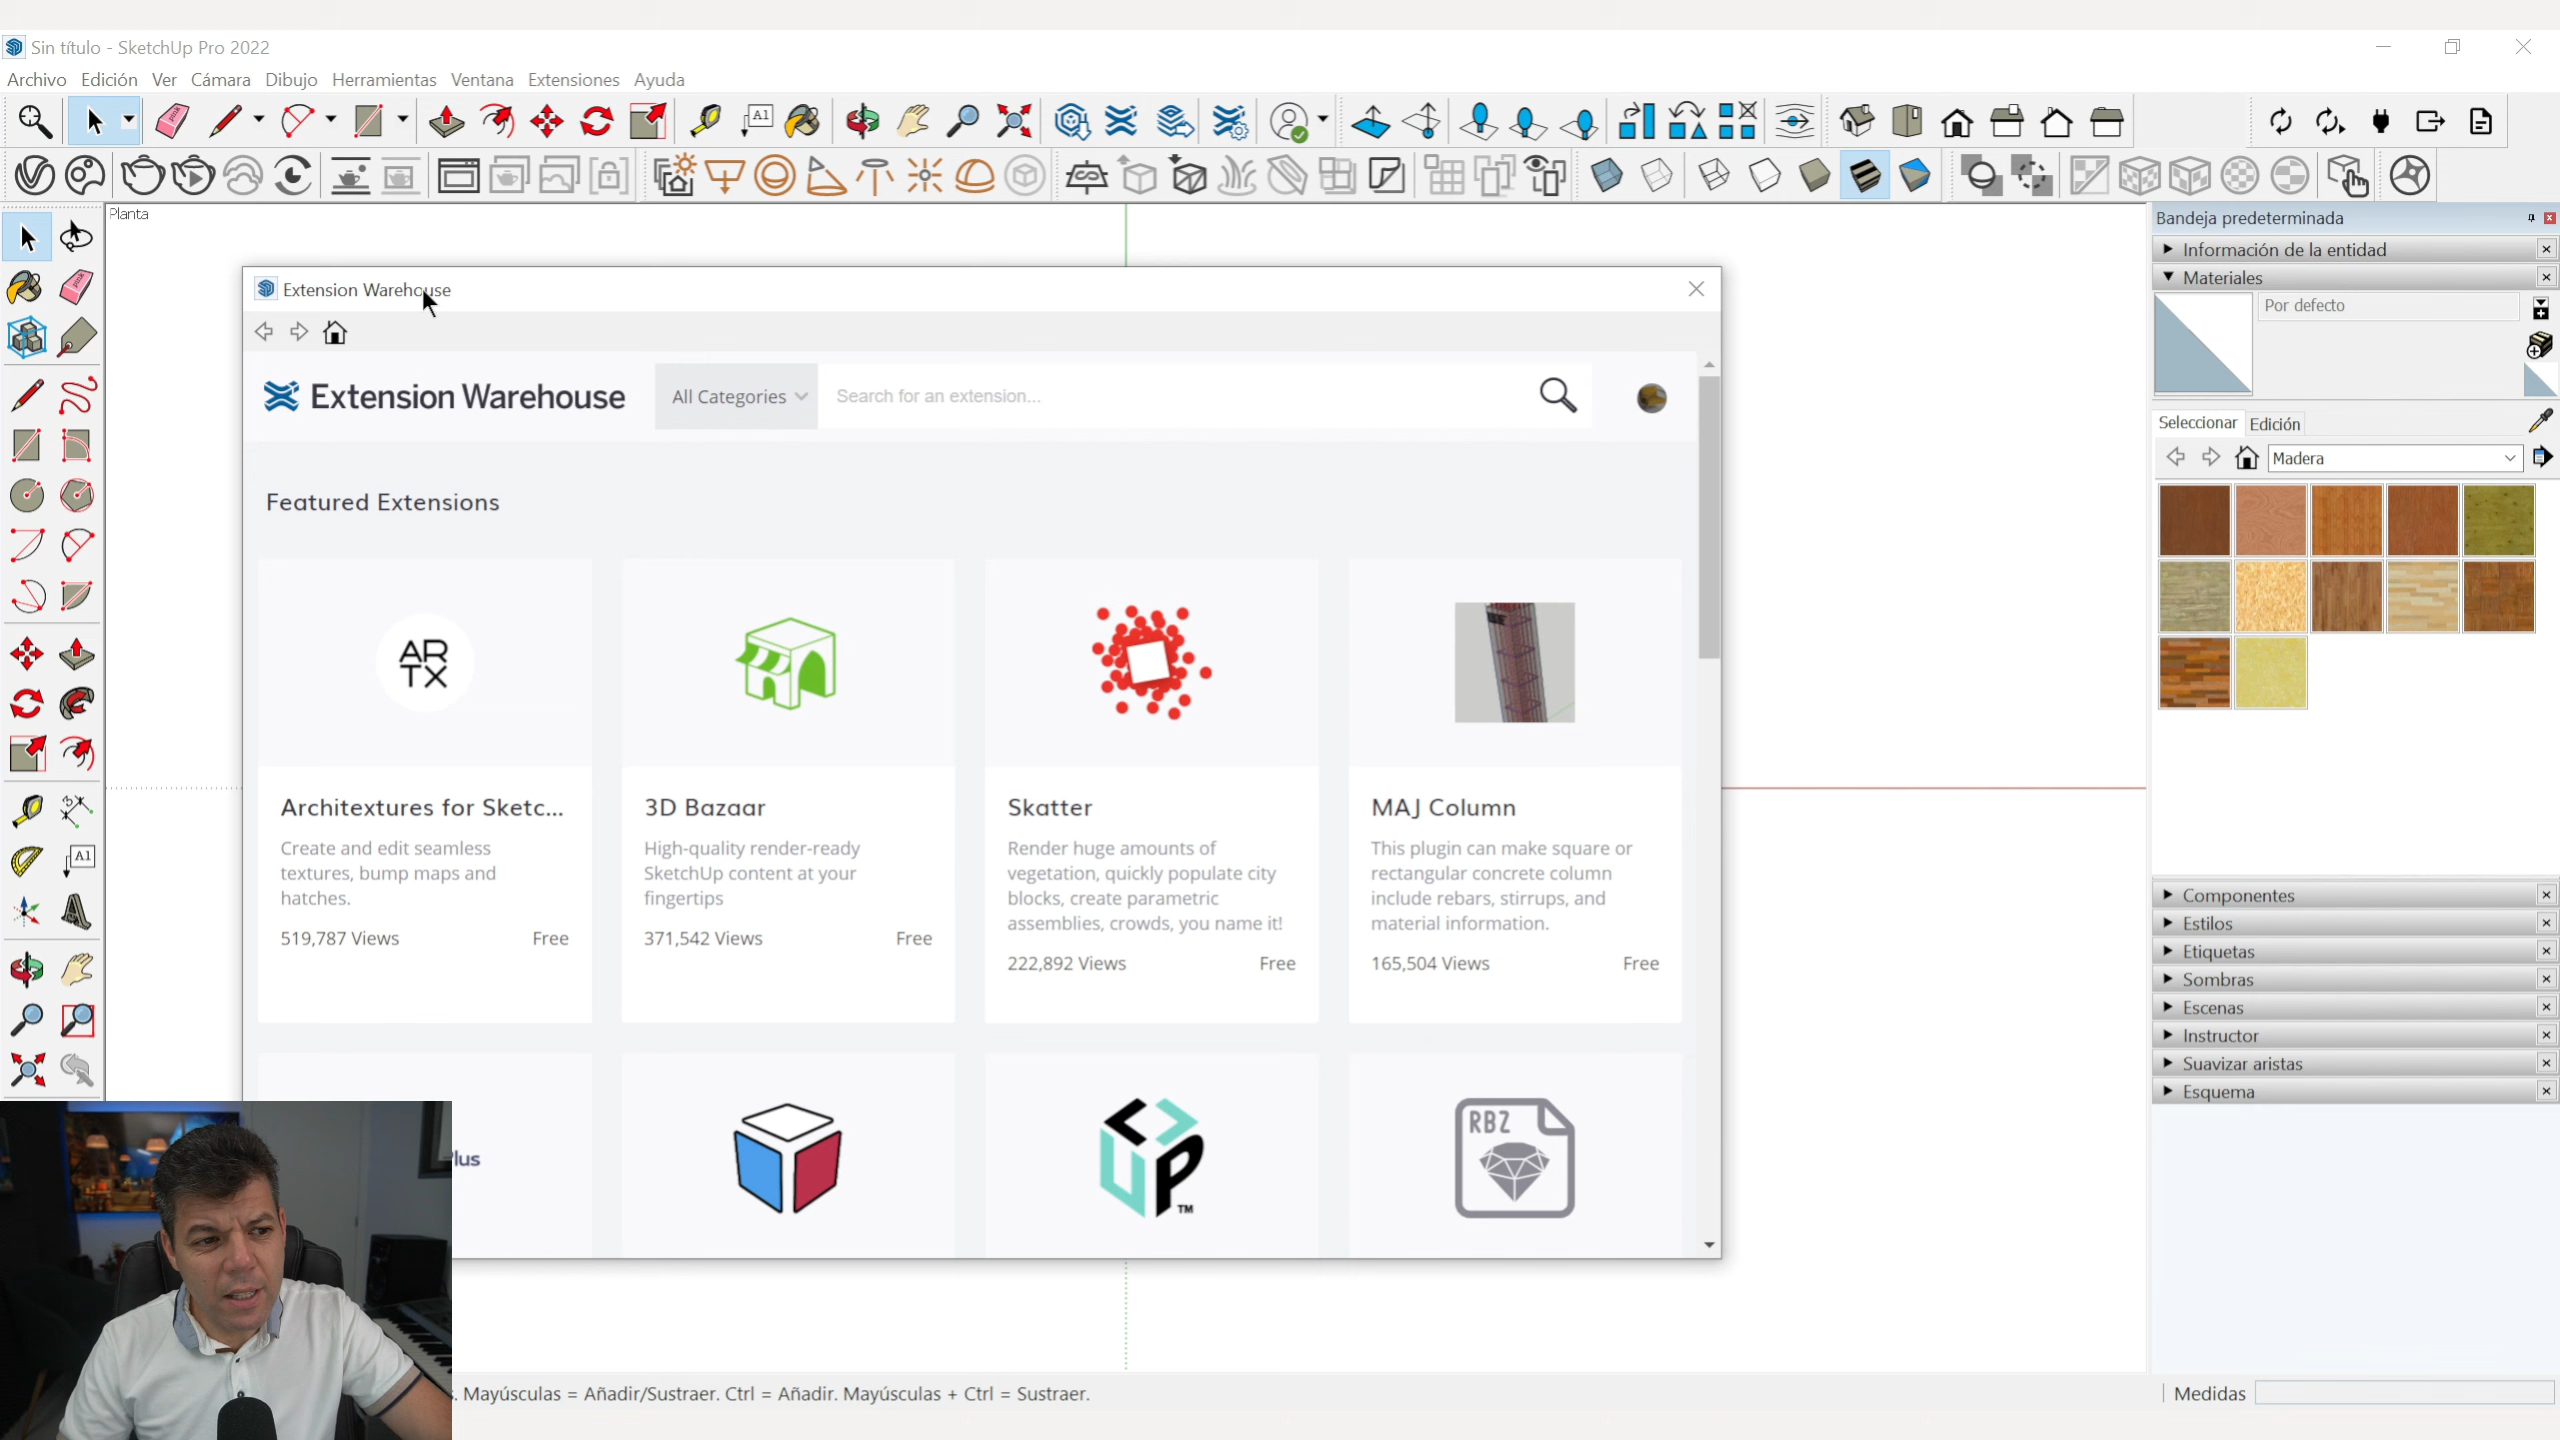 Sin título - SketchUp Pro 2022
Archivo Edición Ver Cámara Dibujo Herramientas Ventana Extensiones Ayuda
A1
Planta
Bandeja predeterminada
Información de la entidad
Materiales
Por defecto
Seleccionar Edición
Madera
Componentes
Estilos
Etiquetas
Sombras
Escenas
Instructor
Suavizar aristas
Esquema
A1
Extension Warehouse
Extension Warehouse
All Categories
Search for an extension...
Featured Extensions
AR
TX
Architextures for Sketc...
Create and edit seamless
textures, bump maps and
hatches.
519,787 Views Free
3D Bazaar
High-quality render-ready
SketchUp content at your
fingertips
371,542 Views Free
Skatter
Render huge amounts of
vegetation, quickly populate city
blocks, create parametric
assemblies, crowds, you name it!
222,892 Views Free
MAJ Column
This plugin can make square or
rectangular concrete column
include rebars, stirrups, and
material information.
165,504 Views Free
lus
UP TM
RBZ
. Mayúsculas = Añadir/Sustraer. Ctrl = Añadir. Mayúsculas + Ctrl = Sustraer.
Medidas